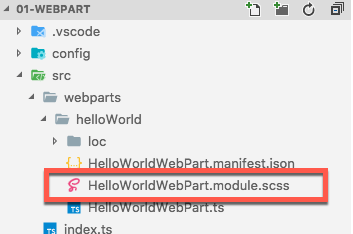 01-WEBPART
.vscode
config
src
webparts
helloWorld
loc
HelloWorldWebPart.manifest.json
HelloWorldWebPart.module.scss
HelloWorldWebPart.ts
index.ts